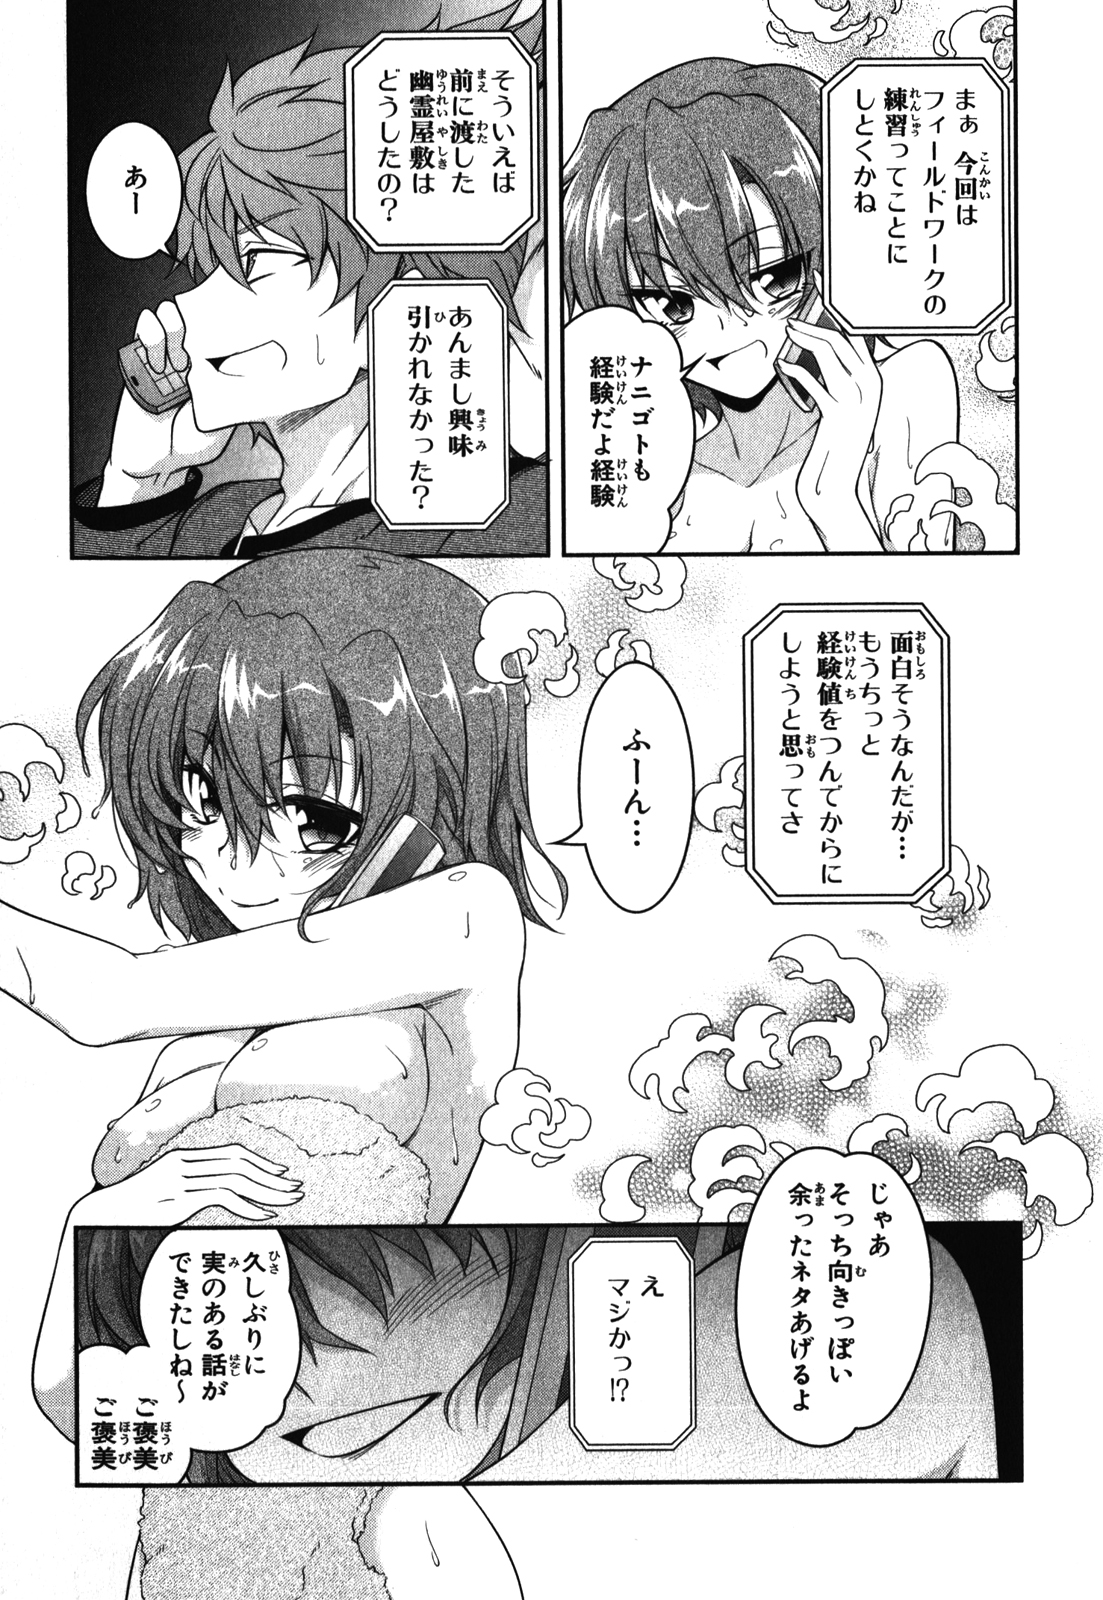 まぁ 今回は
フィールドワークの
練習ってことに
しとくかね
ナニゴトも
経験だよ経験
そういえば
前に渡した
幽霊屋敷は
どうしたの？
あんまし興味
引かれなかった？
あー
面白そうなんだが…
もうちっと
経験値をつんでからに
しようと思ってさ
ふーん…
じゃあ
そっち向きっぽい
余ったネタあげるよ
え
マジかっ!?
久しぶりに
実のある話が
できたしね～
ご褒美
ご褒美